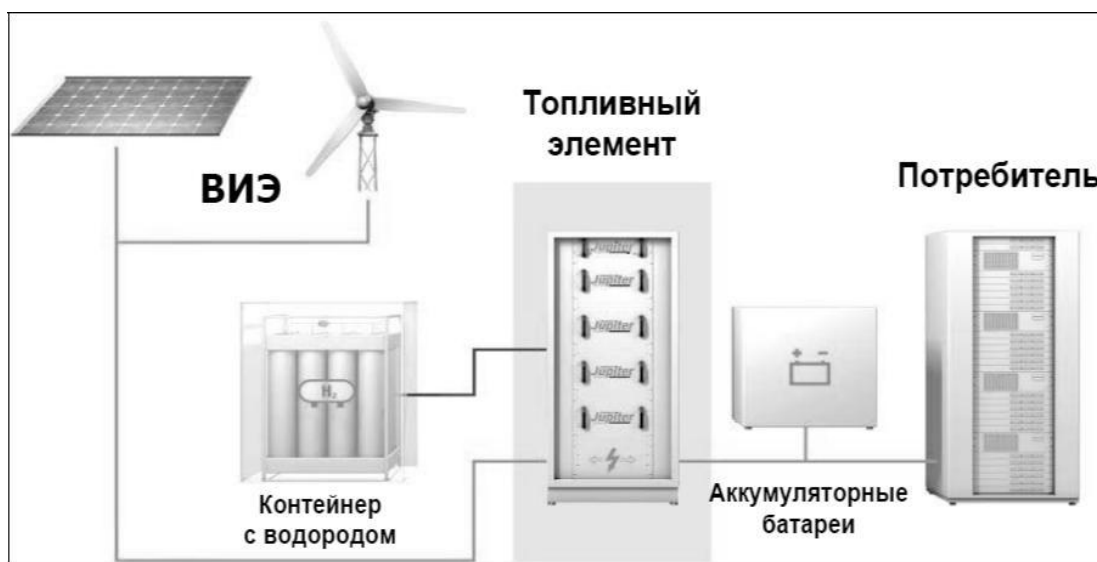 Топливный
элемент
ВИЭ
Потребитель
Jupiter
Jupiter
Jupiter
Jupiter
Jupiter
H₂
+ −
Контейнер
с водородом
Аккумуляторные
батареи